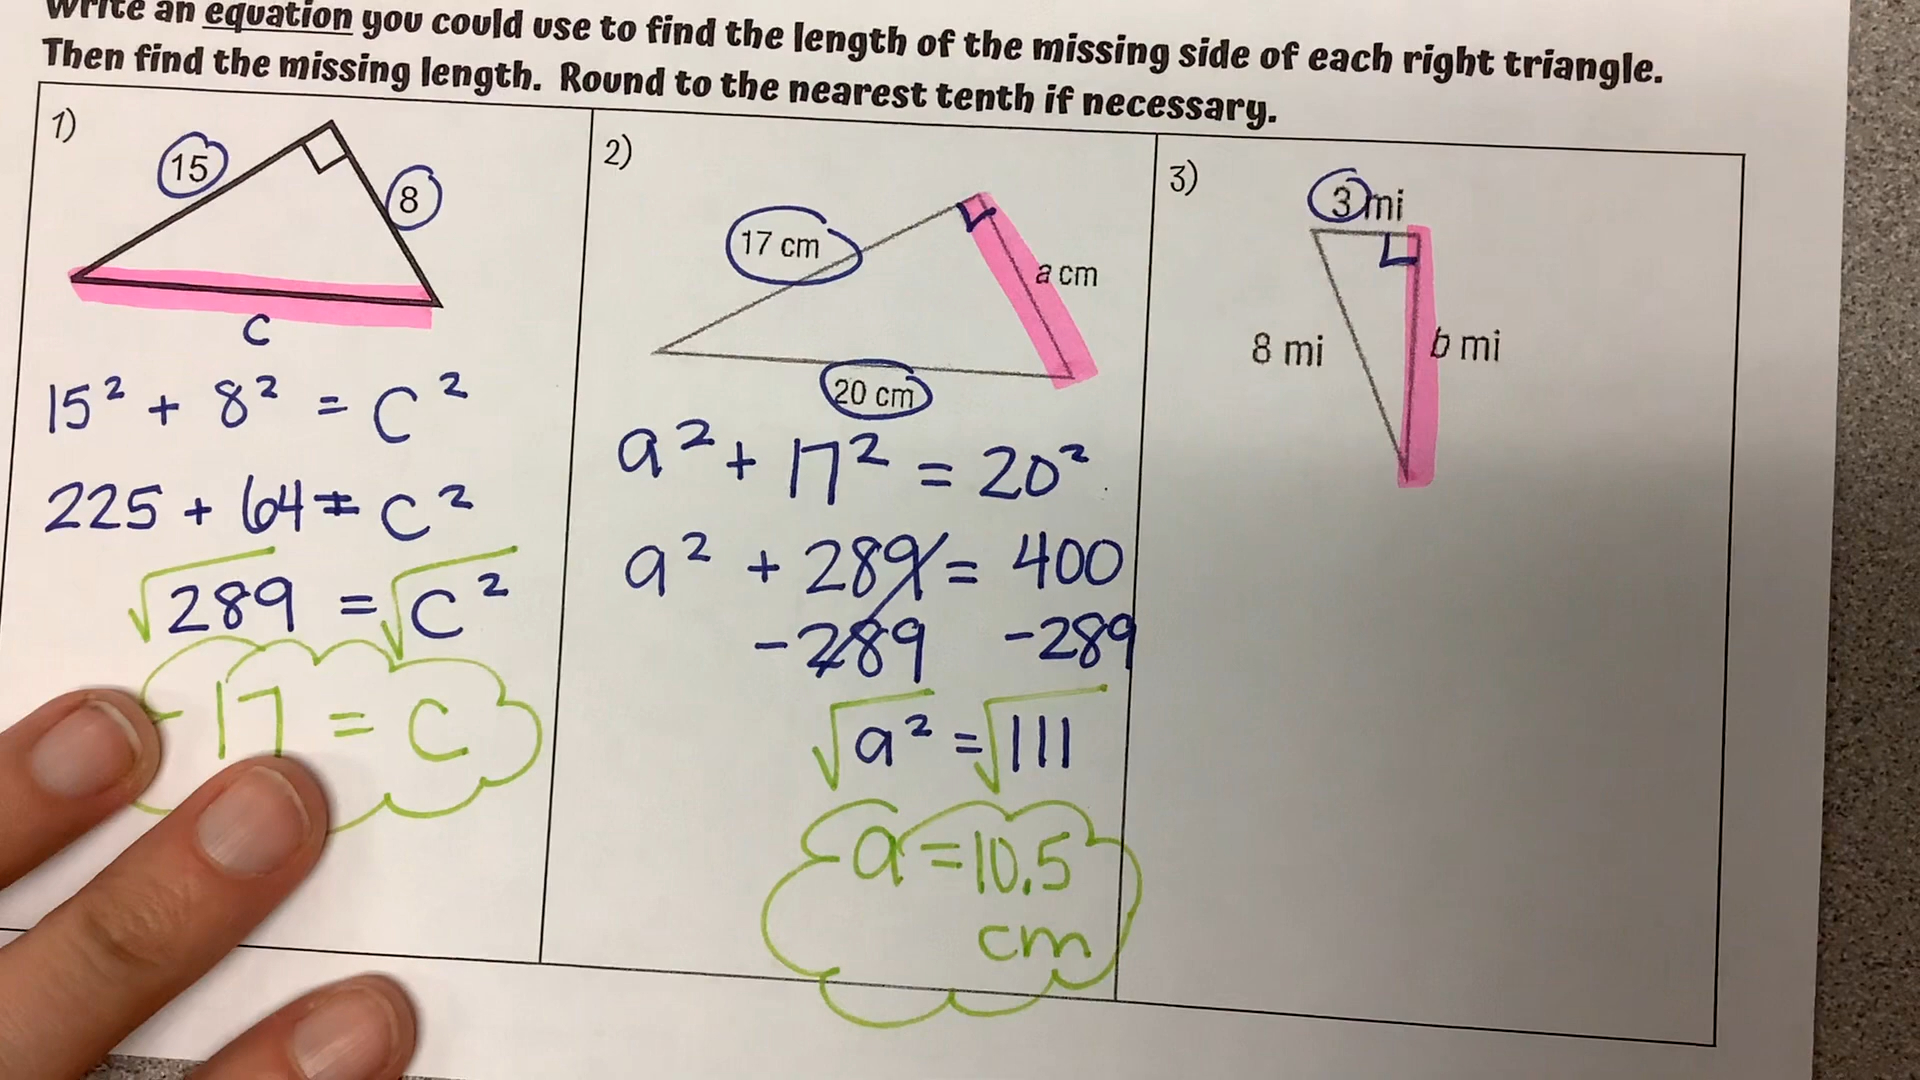 Write an equation you could use to find the length of the missing side of each right triangle.
Then find the missing length. Round to the nearest tenth if necessary.
1)
15
8
C
15² + 8² = C²
225 + 64 = C²
√289 = √C²
17 = C
2)
17 cm
a cm
20 cm
a² + 17² = 20²
a² + 289 = 400
-289 -289
√a² = √111
a = 10.5
cm
3)
3 mi
8 mi
b mi